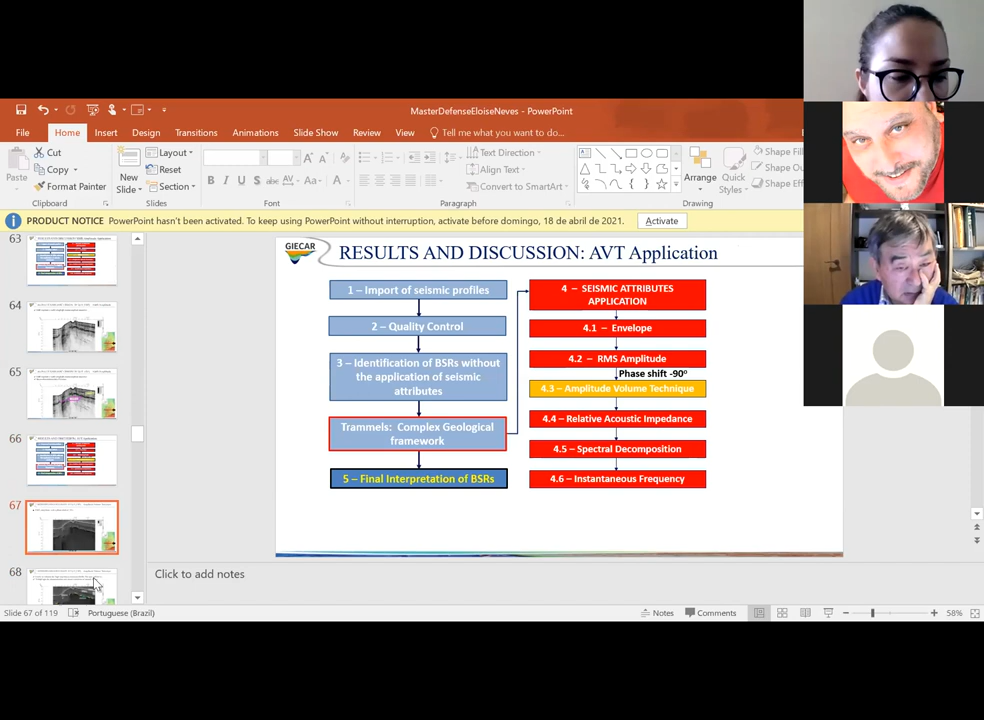 MasterDefenseEloiseNeves - PowerPoint
File Home Insert Design Transitions Animations Slide Show Review View Tell me what you want to do...
Paste
Cut
Copy
Format Painter
Clipboard
New
Slide
Layout
Reset
Section
Slides
B I U S abc AV Aa A
Font
Text Direction
Align Text
Convert to SmartArt
Paragraph
Arrange
Quick
Styles
Shape Fill
Shape Ou
Shape Eff
Drawing
PRODUCT NOTICE PowerPoint hasn't been activated. To keep using PowerPoint without interruption, activate before domingo, 18 de abril de 2021. Activate
63
64
65
66
67
68
GIECAR
RESULTS AND DISCUSSION: AVT Application
1 – Import of seismic profiles
2 – Quality Control
3 – Identification of BSRs without
the application of seismic
attributes
Trammels: Complex Geological
framework
5 – Final Interpretation of BSRs
4 – SEISMIC ATTRIBUTES
APPLICATION
4.1 – Envelope
4.2 – RMS Amplitude
Phase shift -90º
4.3 – Amplitude Volume Technique
4.4 – Relative Acoustic Impedance
4.5 – Spectral Decomposition
4.6 – Instantaneous Frequency
Click to add notes
Slide 67 of 119 Portuguese (Brazil) Notes Comments 58%